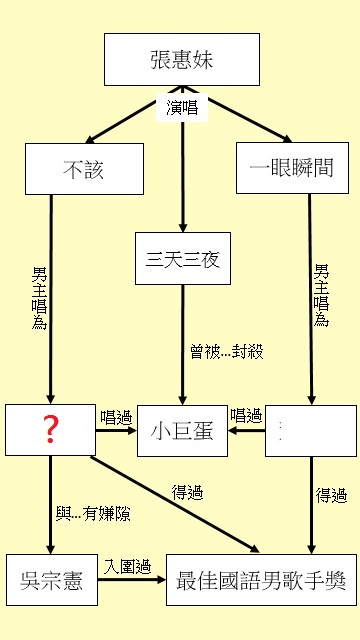 張惠妹
演唱
不該
一眼瞬間
三天三夜
男主唱為
男主唱為
曾被...封殺
?
唱過
小巨蛋
唱過
得過
得過
與...有嫌隙
吳宗憲
入圍過
最佳國語男歌手獎